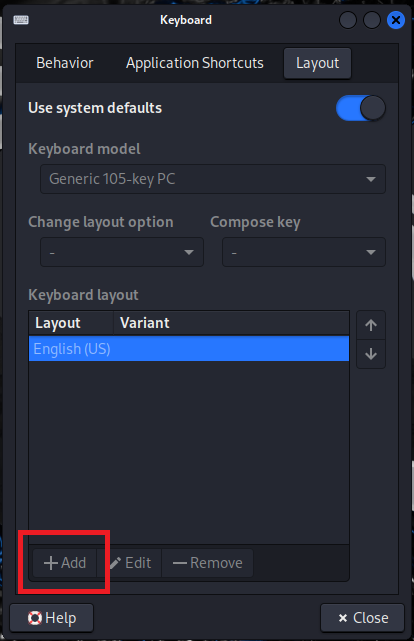 Keyboard
Behavior Application Shortcuts Layout
Use system defaults
Keyboard model
Generic 105-key PC
Change layout option Compose key
- -
Keyboard layout
Layout Variant
English (US)
Add Edit Remove
Help Close